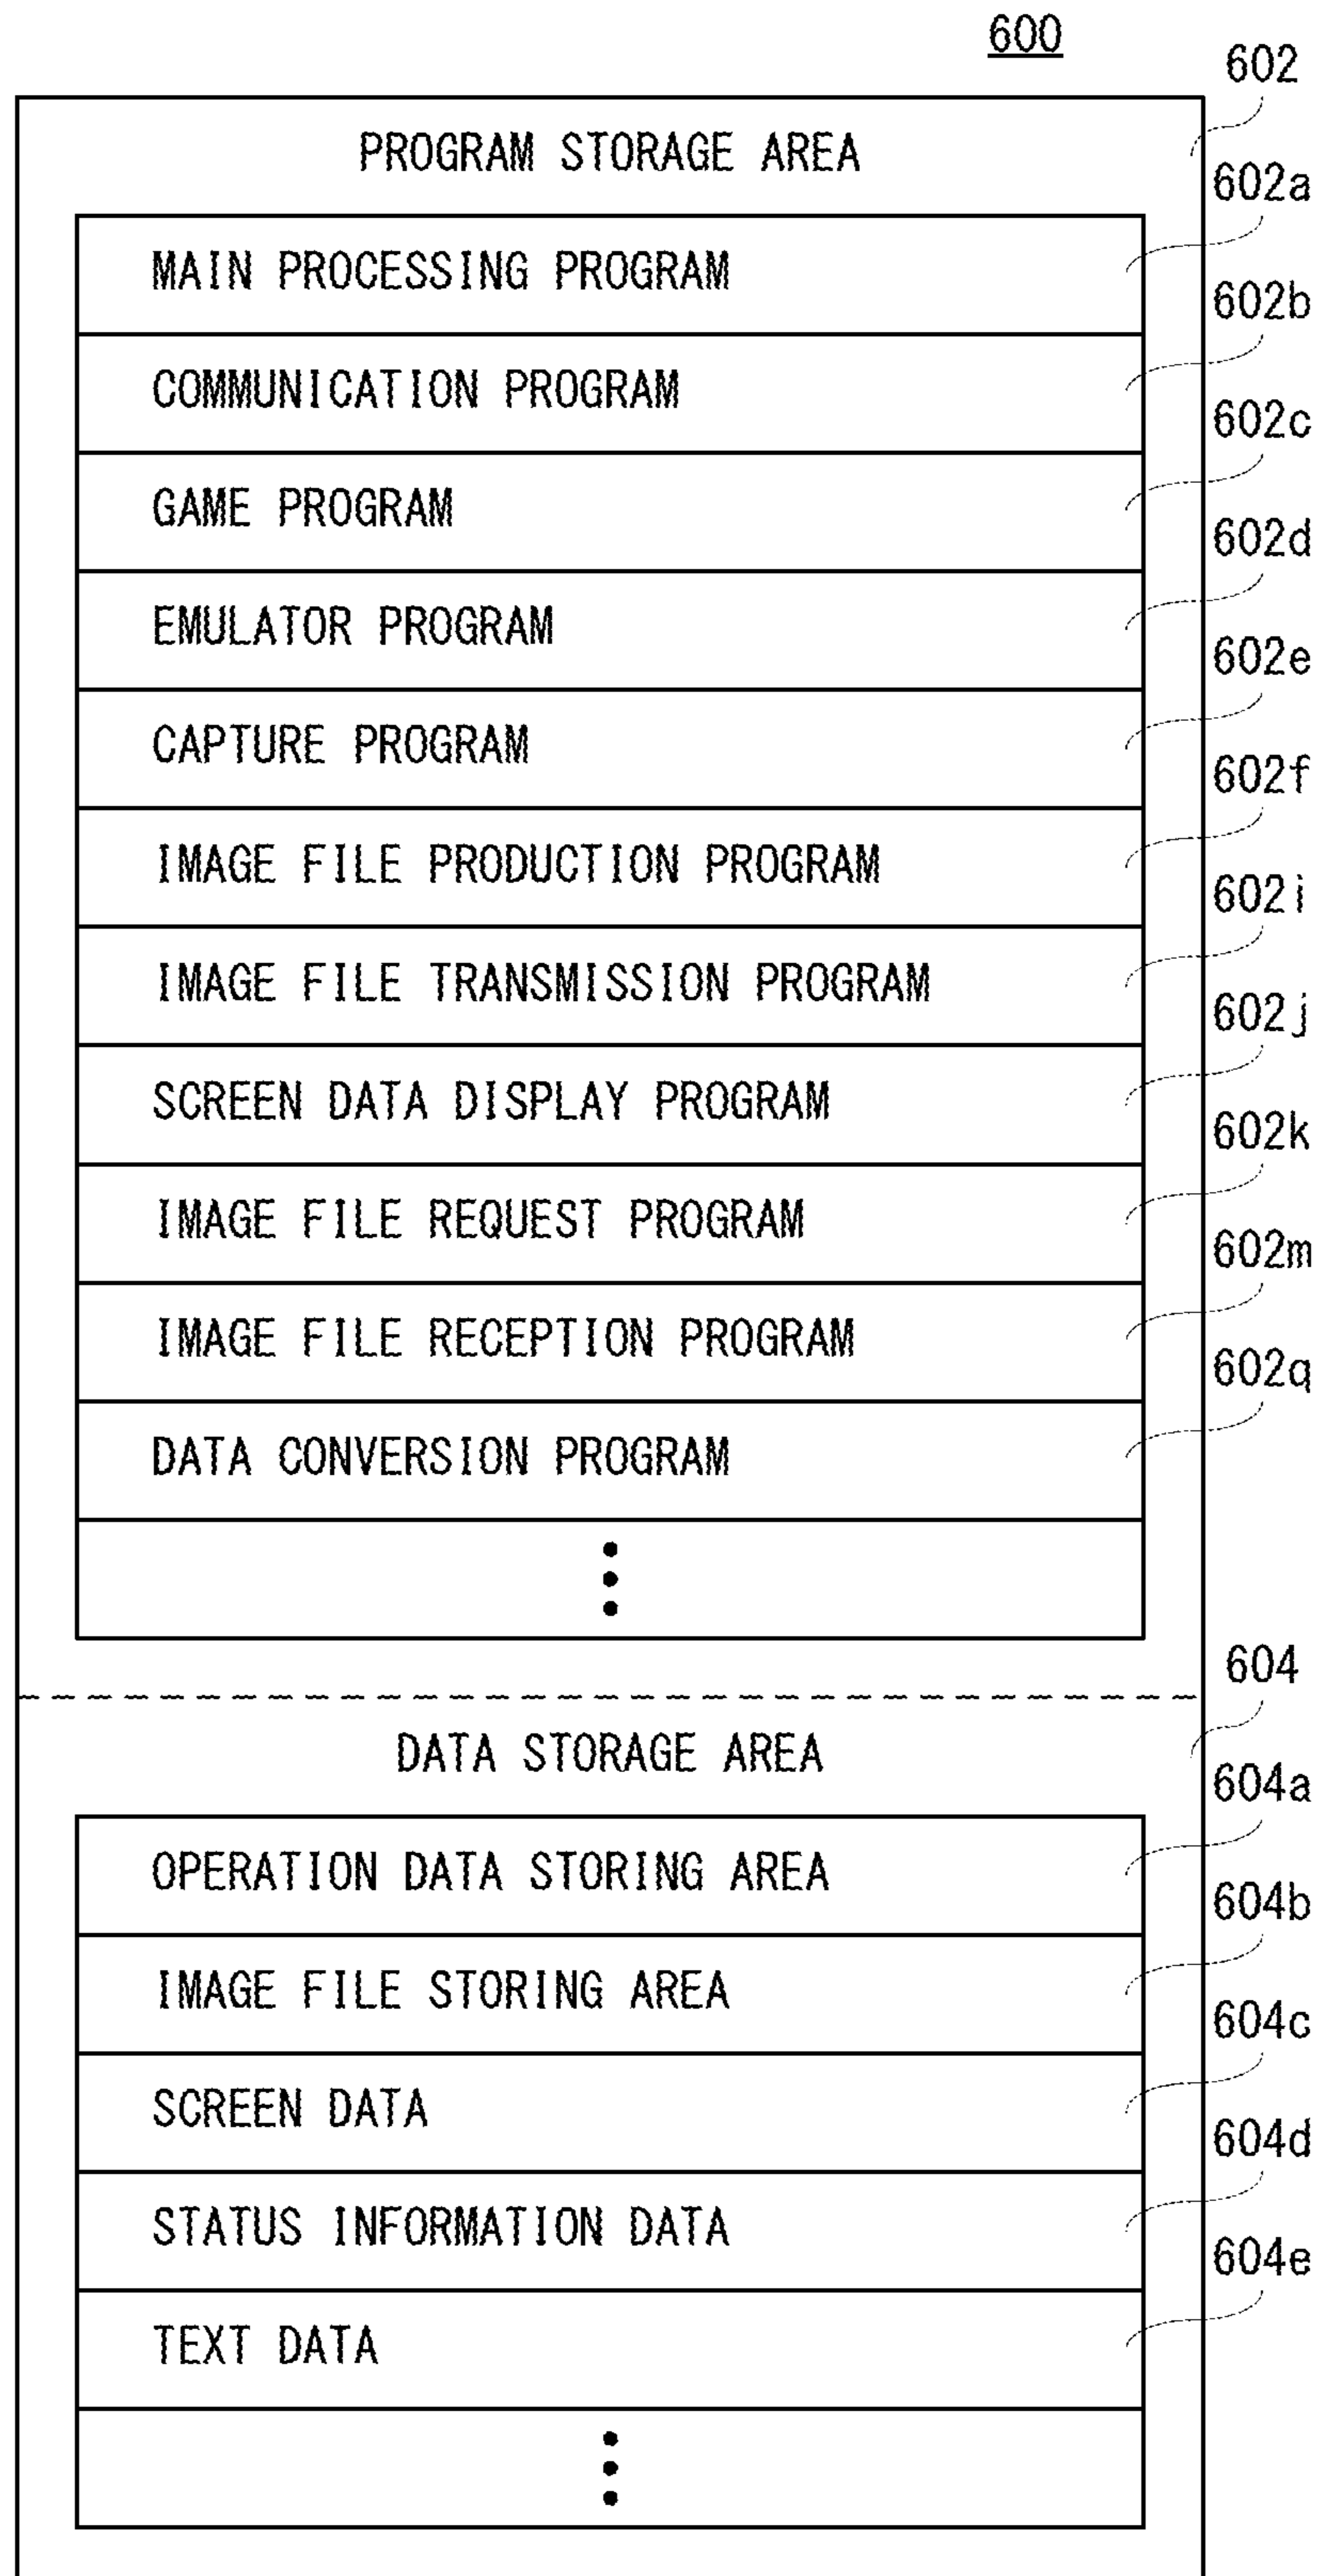 600
602
PROGRAM STORAGE AREA
602a
MAIN PROCESSING PROGRAM
602b
COMMUNICATION PROGRAM
602c
GAME PROGRAM
602d
EMULATOR PROGRAM
602e
CAPTURE PROGRAM
602f
IMAGE FILE PRODUCTION PROGRAM
602i
IMAGE FILE TRANSMISSION PROGRAM
602j
SCREEN DATA DISPLAY PROGRAM
602k
IMAGE FILE REQUEST PROGRAM
602m
IMAGE FILE RECEPTION PROGRAM
602q
DATA CONVERSION PROGRAM
604
DATA STORAGE AREA
604a
OPERATION DATA STORING AREA
604b
IMAGE FILE STORING AREA
604c
SCREEN DATA
604d
STATUS INFORMATION DATA
604e
TEXT DATA